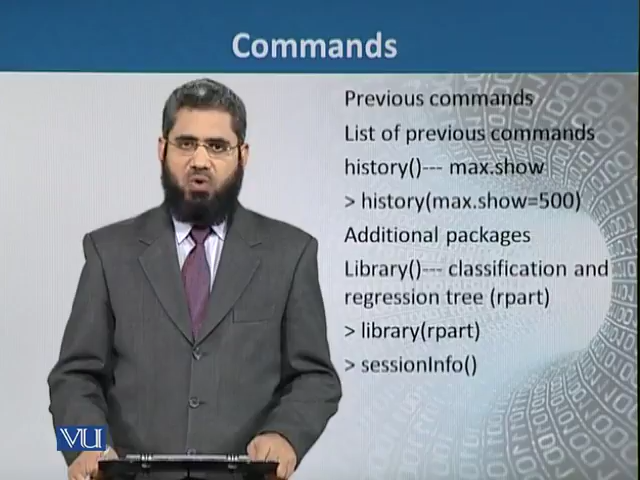 Commands
Previous commands
List of previous commands
history()--- max.show
> history(max.show=500)
Additional packages
Library()--- classification and
regression tree (rpart)
> library(rpart)
> sessionInfo()
VU